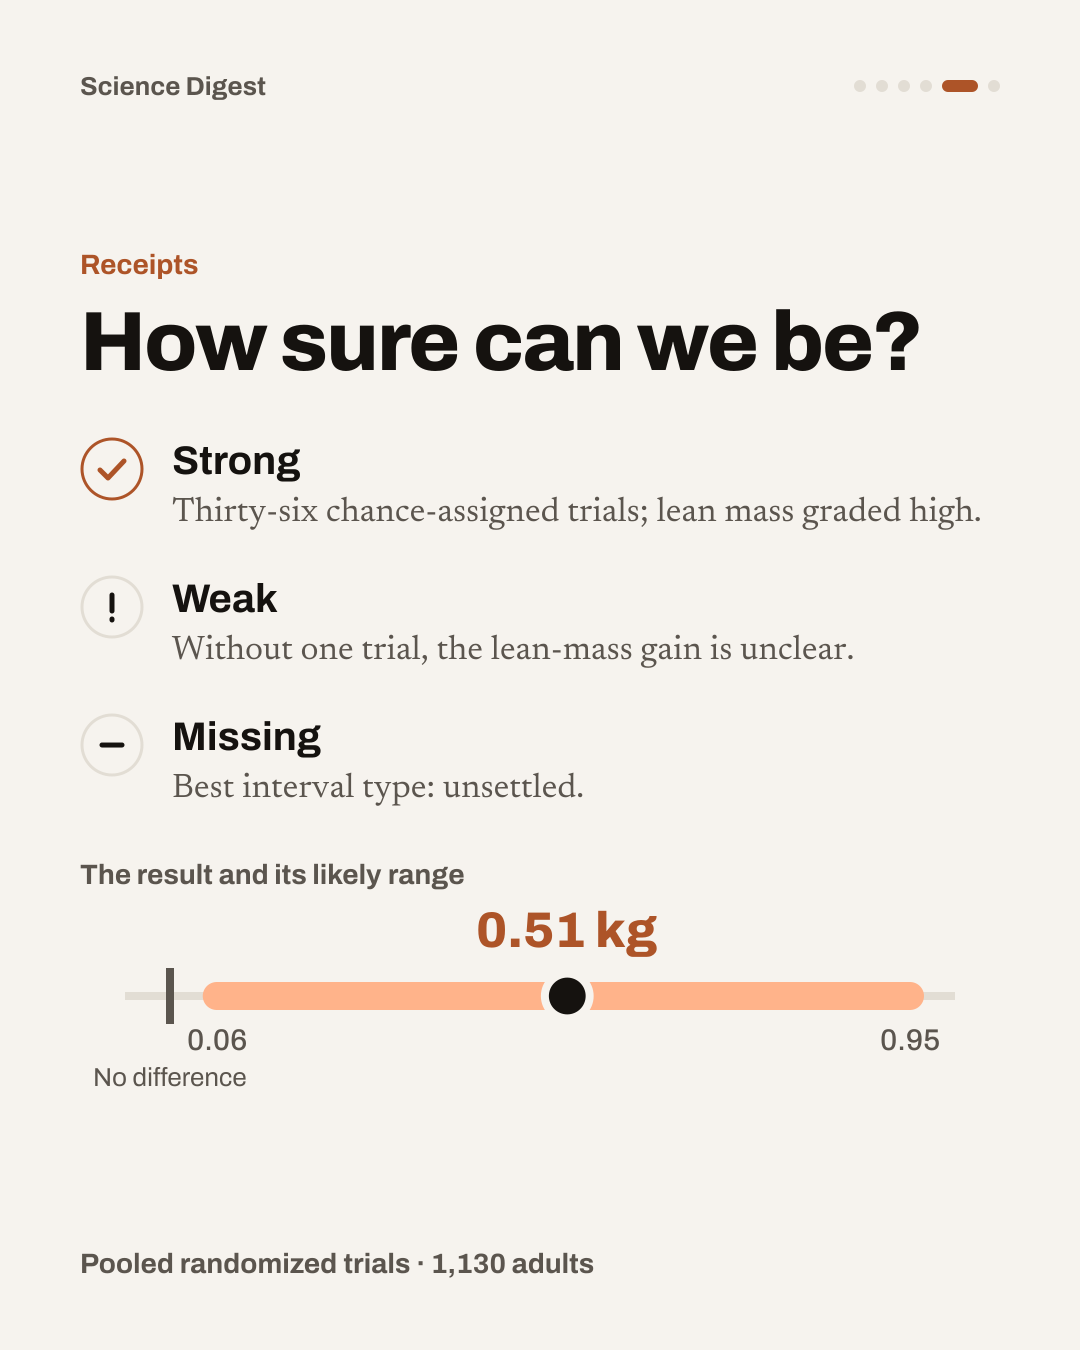 Science Digest
Receipts
How sure can we be?
Strong
Thirty-six chance-assigned trials; lean mass graded high.
Weak
Without one trial, the lean-mass gain is unclear.
Missing
Best interval type: unsettled.
The result and its likely range
0.51 kg
0.06
0.95
No difference
Pooled randomized trials · 1,130 adults